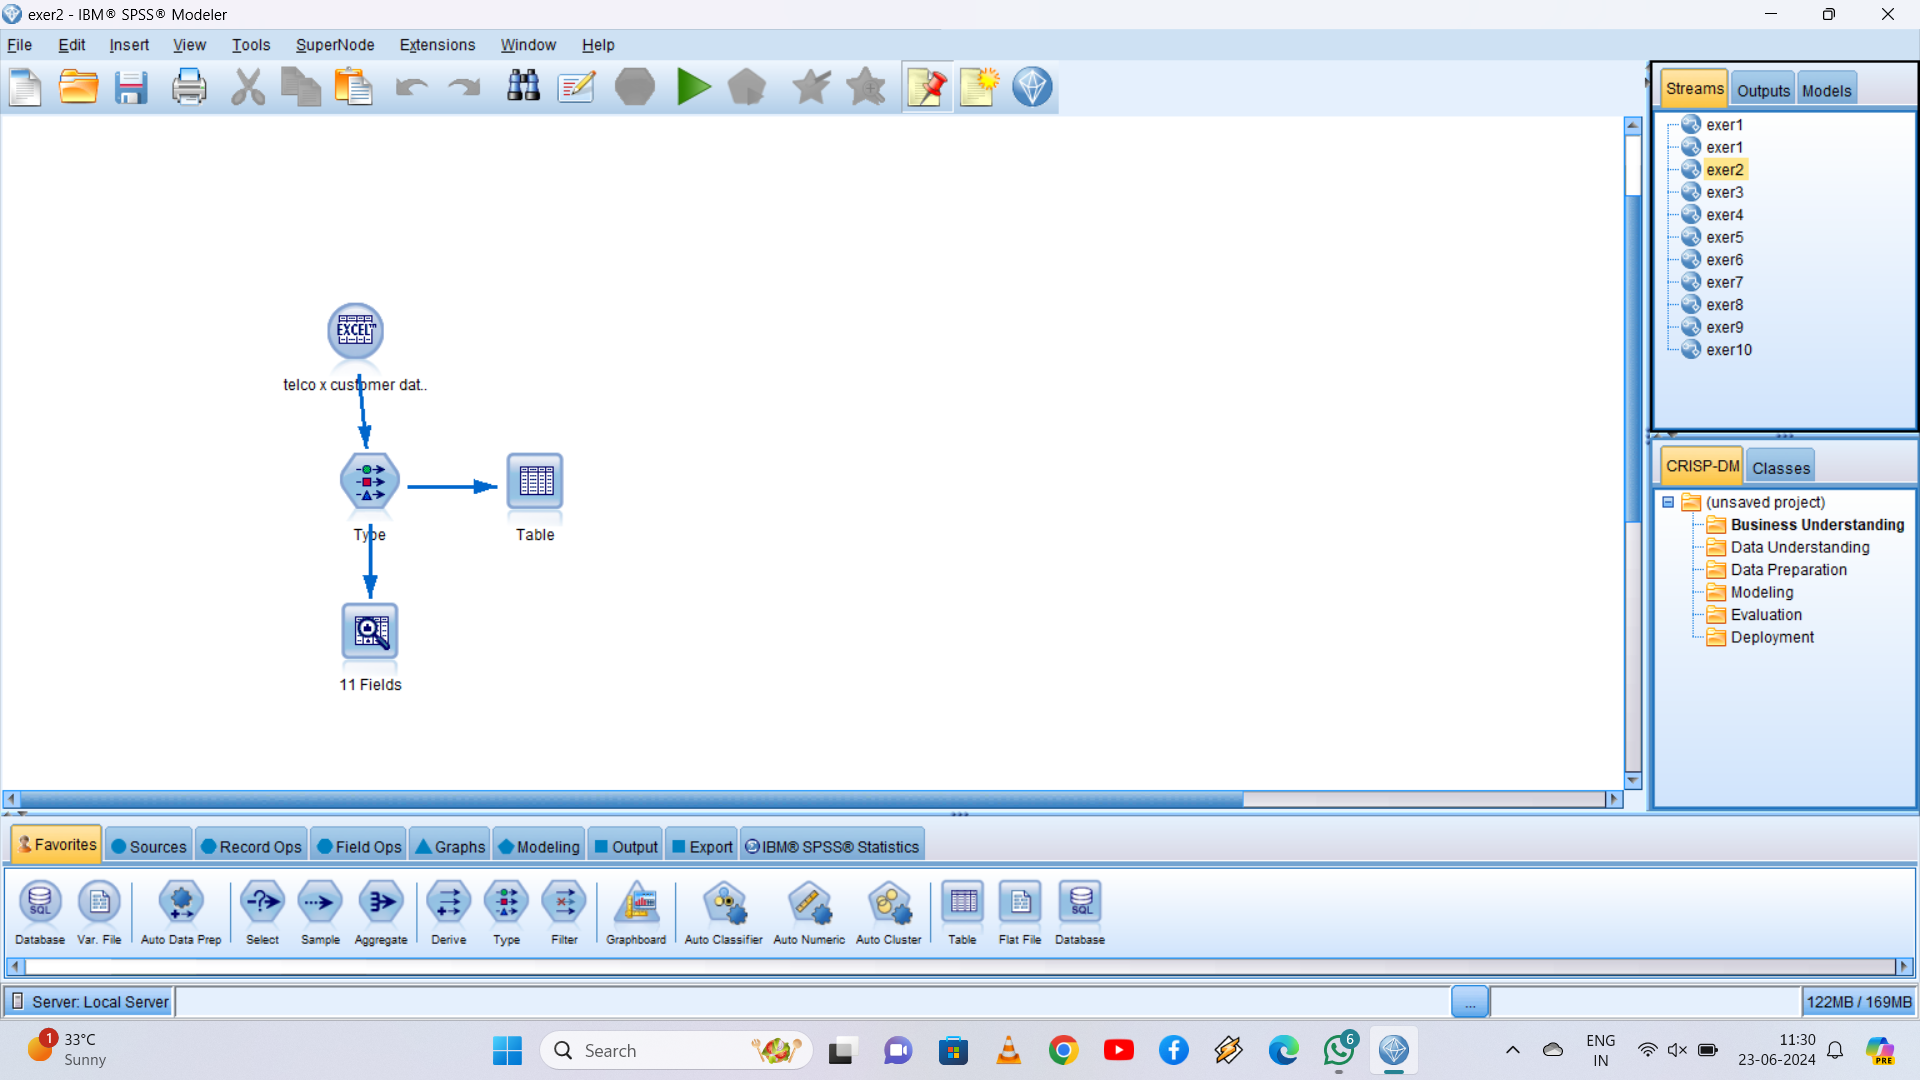 exer2 - IBM® SPSS® Modeler
File Edit Insert View Tools SuperNode Extensions Window Help
Streams Outputs Models
exer1
exer1
exer2
exer3
exer4
exer5
exer6
exer7
exer8
exer9
exer10
EXCEL™
telco x customer dat..
Type
Table
11 Fields
CRISP-DM Classes
(unsaved project)
Business Understanding
Data Understanding
Data Preparation
Modeling
Evaluation
Deployment
Favorites Sources Record Ops Field Ops Graphs Modeling Output Export IBM® SPSS® Statistics
SQL SQL
Database Var. File Auto Data Prep Select Sample Aggregate Derive Type Filter Graphboard Auto Classifier Auto Numeric Auto Cluster Table Flat File Database
Server: Local Server ... 122MB / 169MB
1 33°C
Sunny
Search
6
ENG
IN
11:30
23-06-2024
PRE